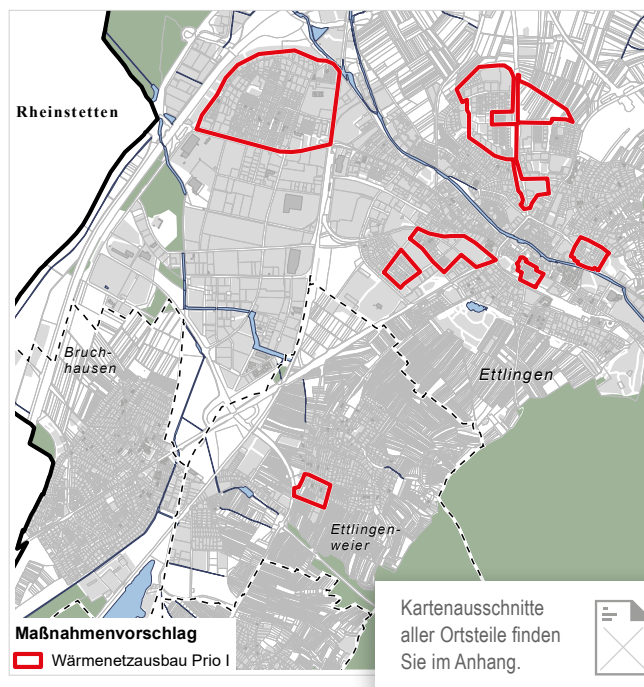 Rheinstetten
Bruch-
hausen
Ettlingen
Ettlingen-
weier
Maßnahmenvorschlag
Wärmenetzausbau Prio I
Kartenausschnitte
aller Ortsteile finden
Sie im Anhang.